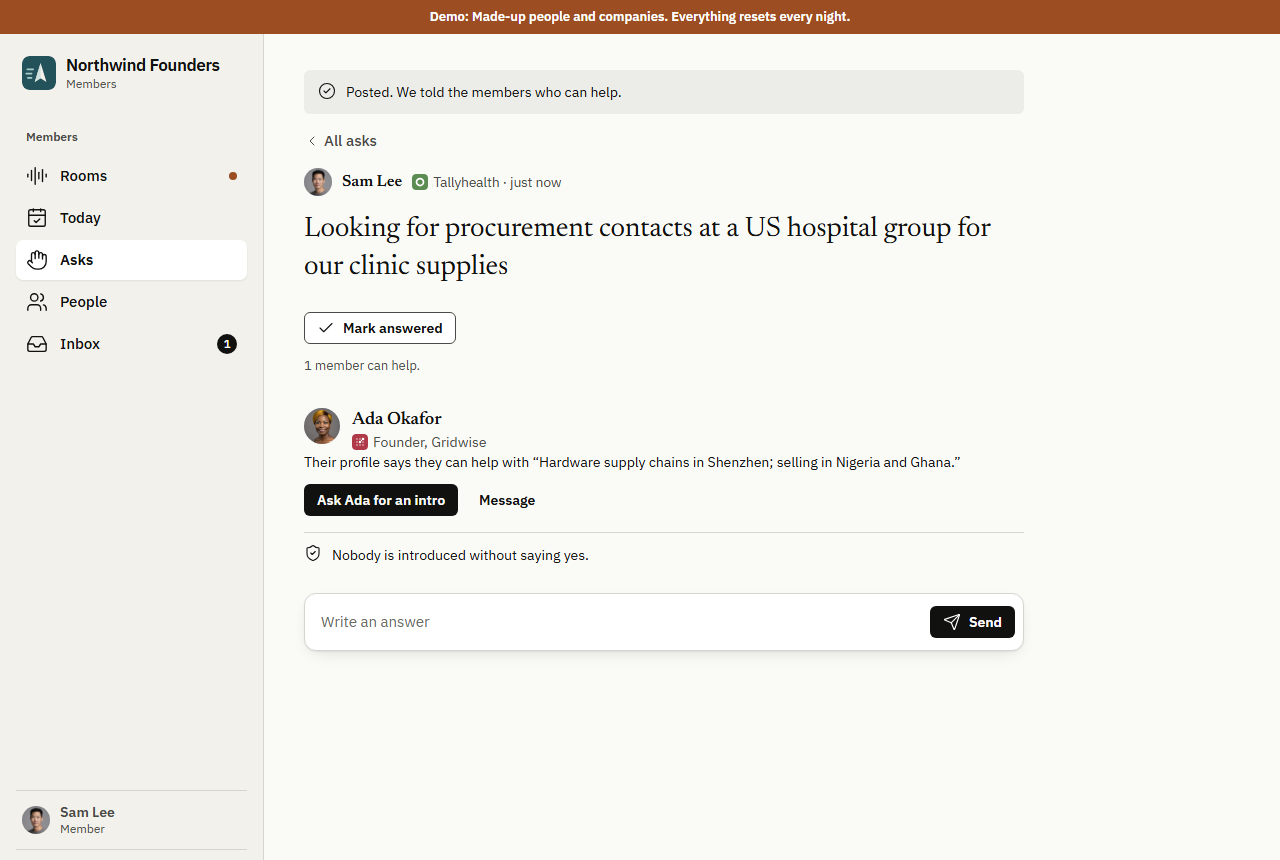 Demo: Made-up people and companies. Everything resets every night.
Northwind Founders
Members
Members
Rooms
Today
Asks
People
Inbox
1
Sam Lee
Member
Posted. We told the members who can help.
All asks
Sam Lee Tallyhealth · just now
Looking for procurement contacts at a US hospital group for
our clinic supplies
Mark answered
1 member can help.
Ada Okafor
Founder, Gridwise
Their profile says they can help with “Hardware supply chains in Shenzhen; selling in Nigeria and Ghana.”
Ask Ada for an intro
Message
Nobody is introduced without saying yes.
Write an answer
Send